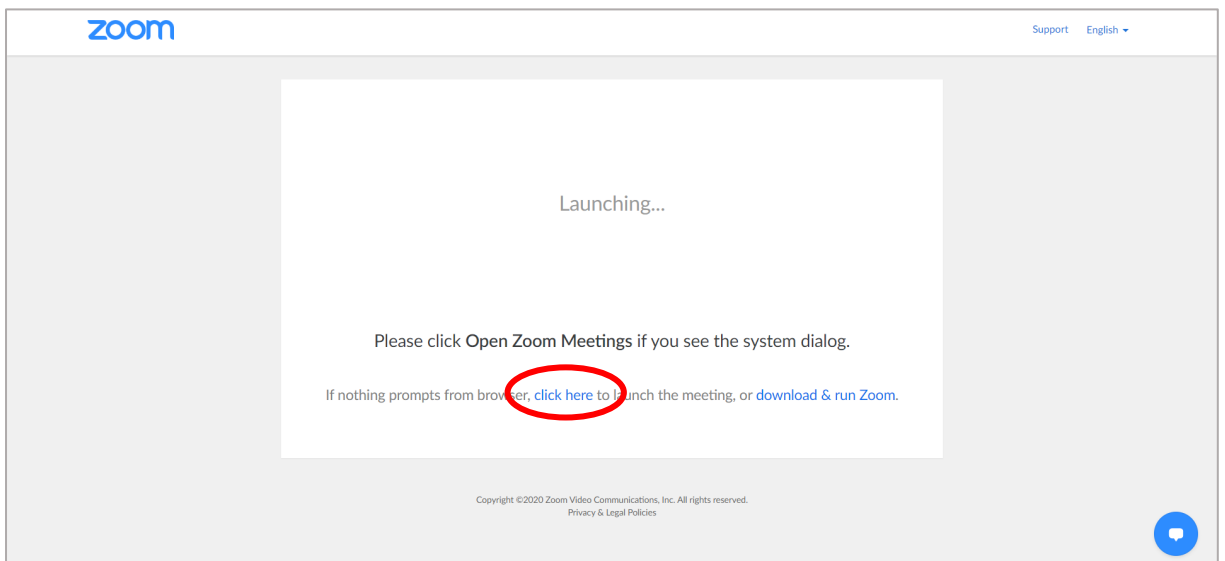 zoom
Support English
Launching...
Please click Open Zoom Meetings if you see the system dialog.
If nothing prompts from browser, click here to launch the meeting, or download & run Zoom.
Copyright ©2020 Zoom Video Communications, Inc. All rights reserved.
Privacy & Legal Policies